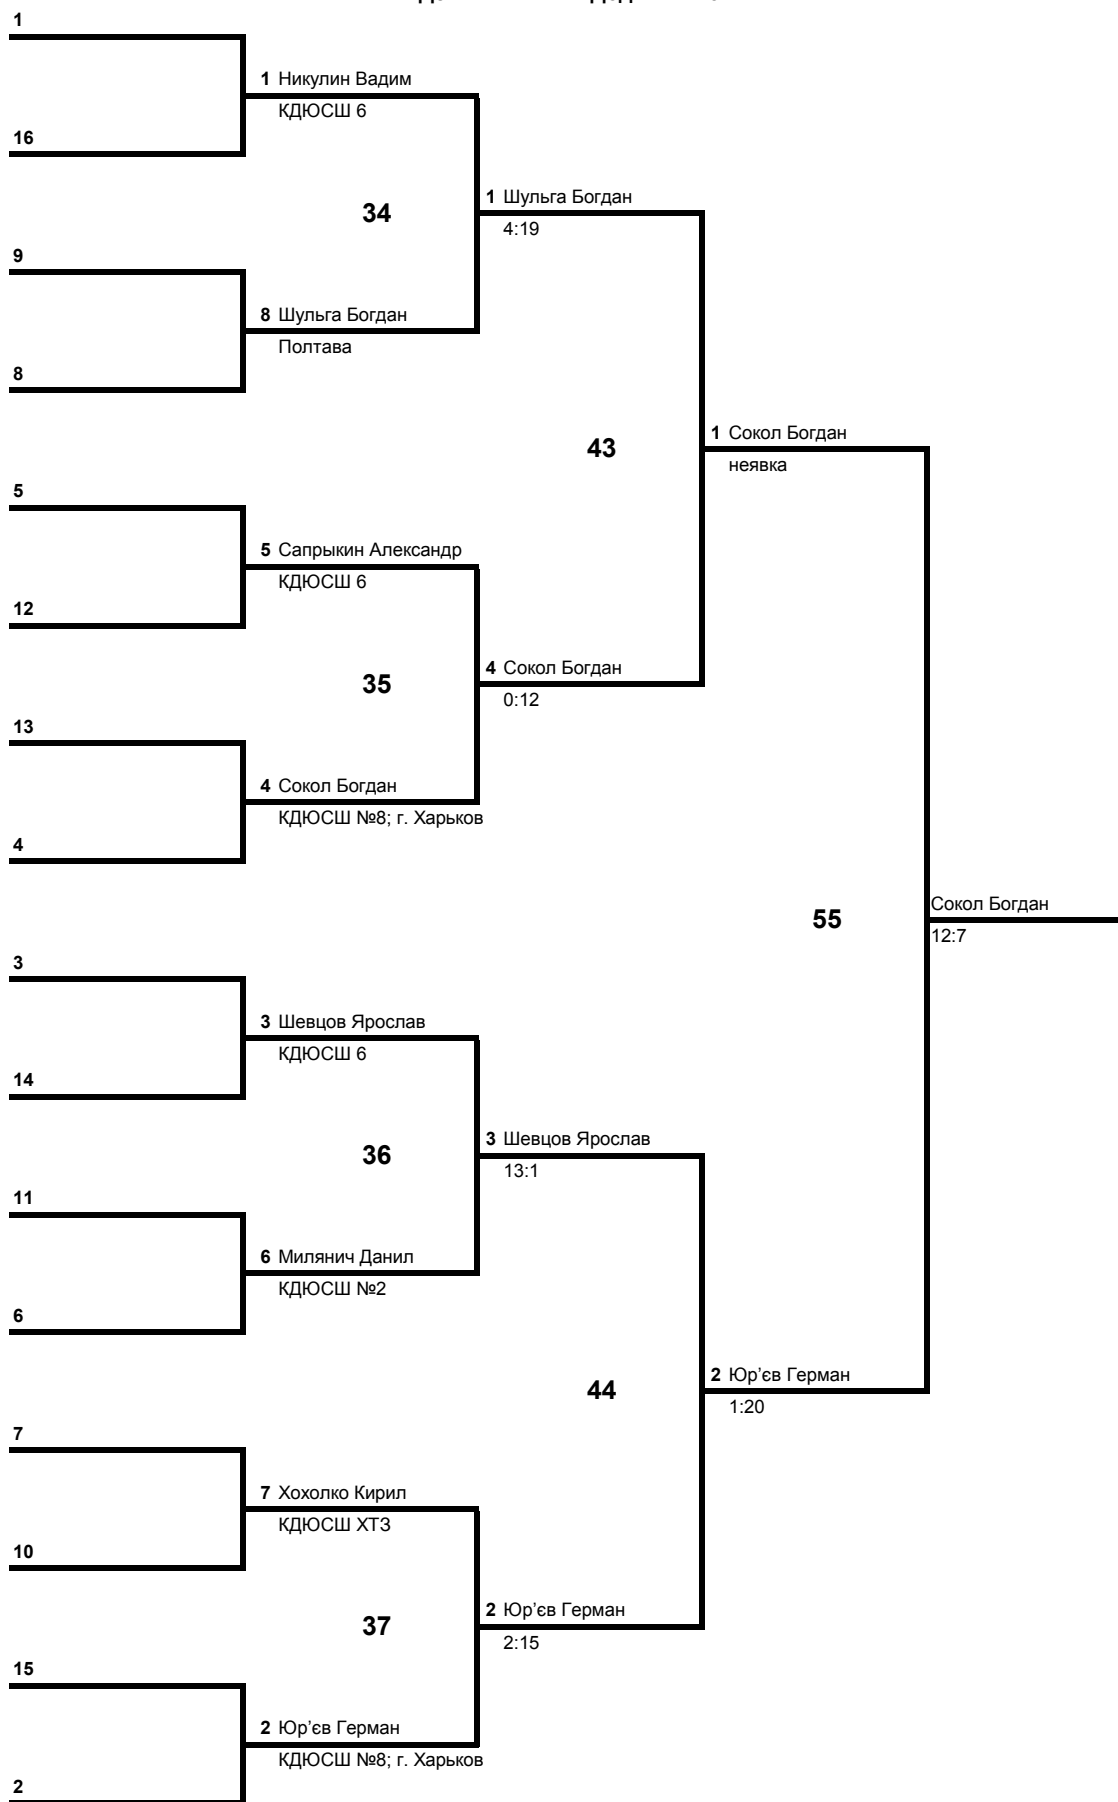 1
1 Никулин Вадим
КДЮСШ 6
16
1 Шульга Богдан
34
4:19
9
8 Шульга Богдан
Полтава
8
1 Сокол Богдан
43
неявка
5
5 Сапрыкин Александр
КДЮСШ 6
12
4 Сокол Богдан
35
0:12
13
4 Сокол Богдан
КДЮСШ №8; г. Харьков
4
Сокол Богдан
55
12:7
3
3 Шевцов Ярослав
КДЮСШ 6
14
3 Шевцов Ярослав
36
13:1
11
6 Милянич Данил
КДЮСШ №2
6
2 Юр’єв Герман
44
1:20
7
7 Хохолко Кирил
КДЮСШ ХТЗ
10
2 Юр’єв Герман
37
2:15
15
2 Юр’єв Герман
КДЮСШ №8; г. Харьков
2